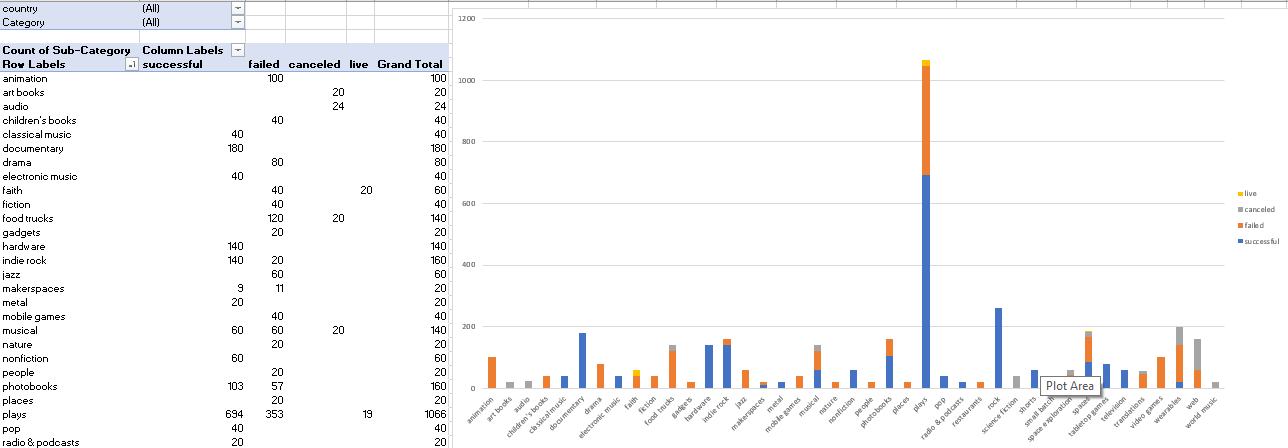 country (All)
Category (All)
Count of Sub-Category Column Labels
Row Labels successful failed canceled live Grand Total
animation 100 100
art books 20 20
audio 24 24
children's books 40 40
classical music 40 40
documentary 180 180
drama 80 80
electronic music 40 40
faith 40 20 60
fiction 40 40
food trucks 120 20 140
gadgets 20 20
hardware 140 140
indie rock 140 20 160
jazz 60 60
makerspaces 9 11 20
metal 20 20
mobile games 40 40
musical 60 60 20 140
nature 20 20
nonfiction 60 60
people 20 20
photobooks 103 57 160
places 20 20
plays 694 353 19 1066
pop 40 40
radio & podcasts 20 20
1200
1000
800
600
400
200
0
animation
art books
audio
children's books
classical music
documentary
drama
electronic music
faith
fiction
food trucks
gadgets
hardware
indie rock
jazz
makerspaces
metal
mobile games
musical
nature
nonfiction
people
photobooks
places
plays
pop
radio & podcasts
restaurants
rock
science fiction
shorts
small batch
space exploration
spaces
tabletop games
television
translations
video games
wearables
web
world music
Plot Area
live
canceled
failed
successful